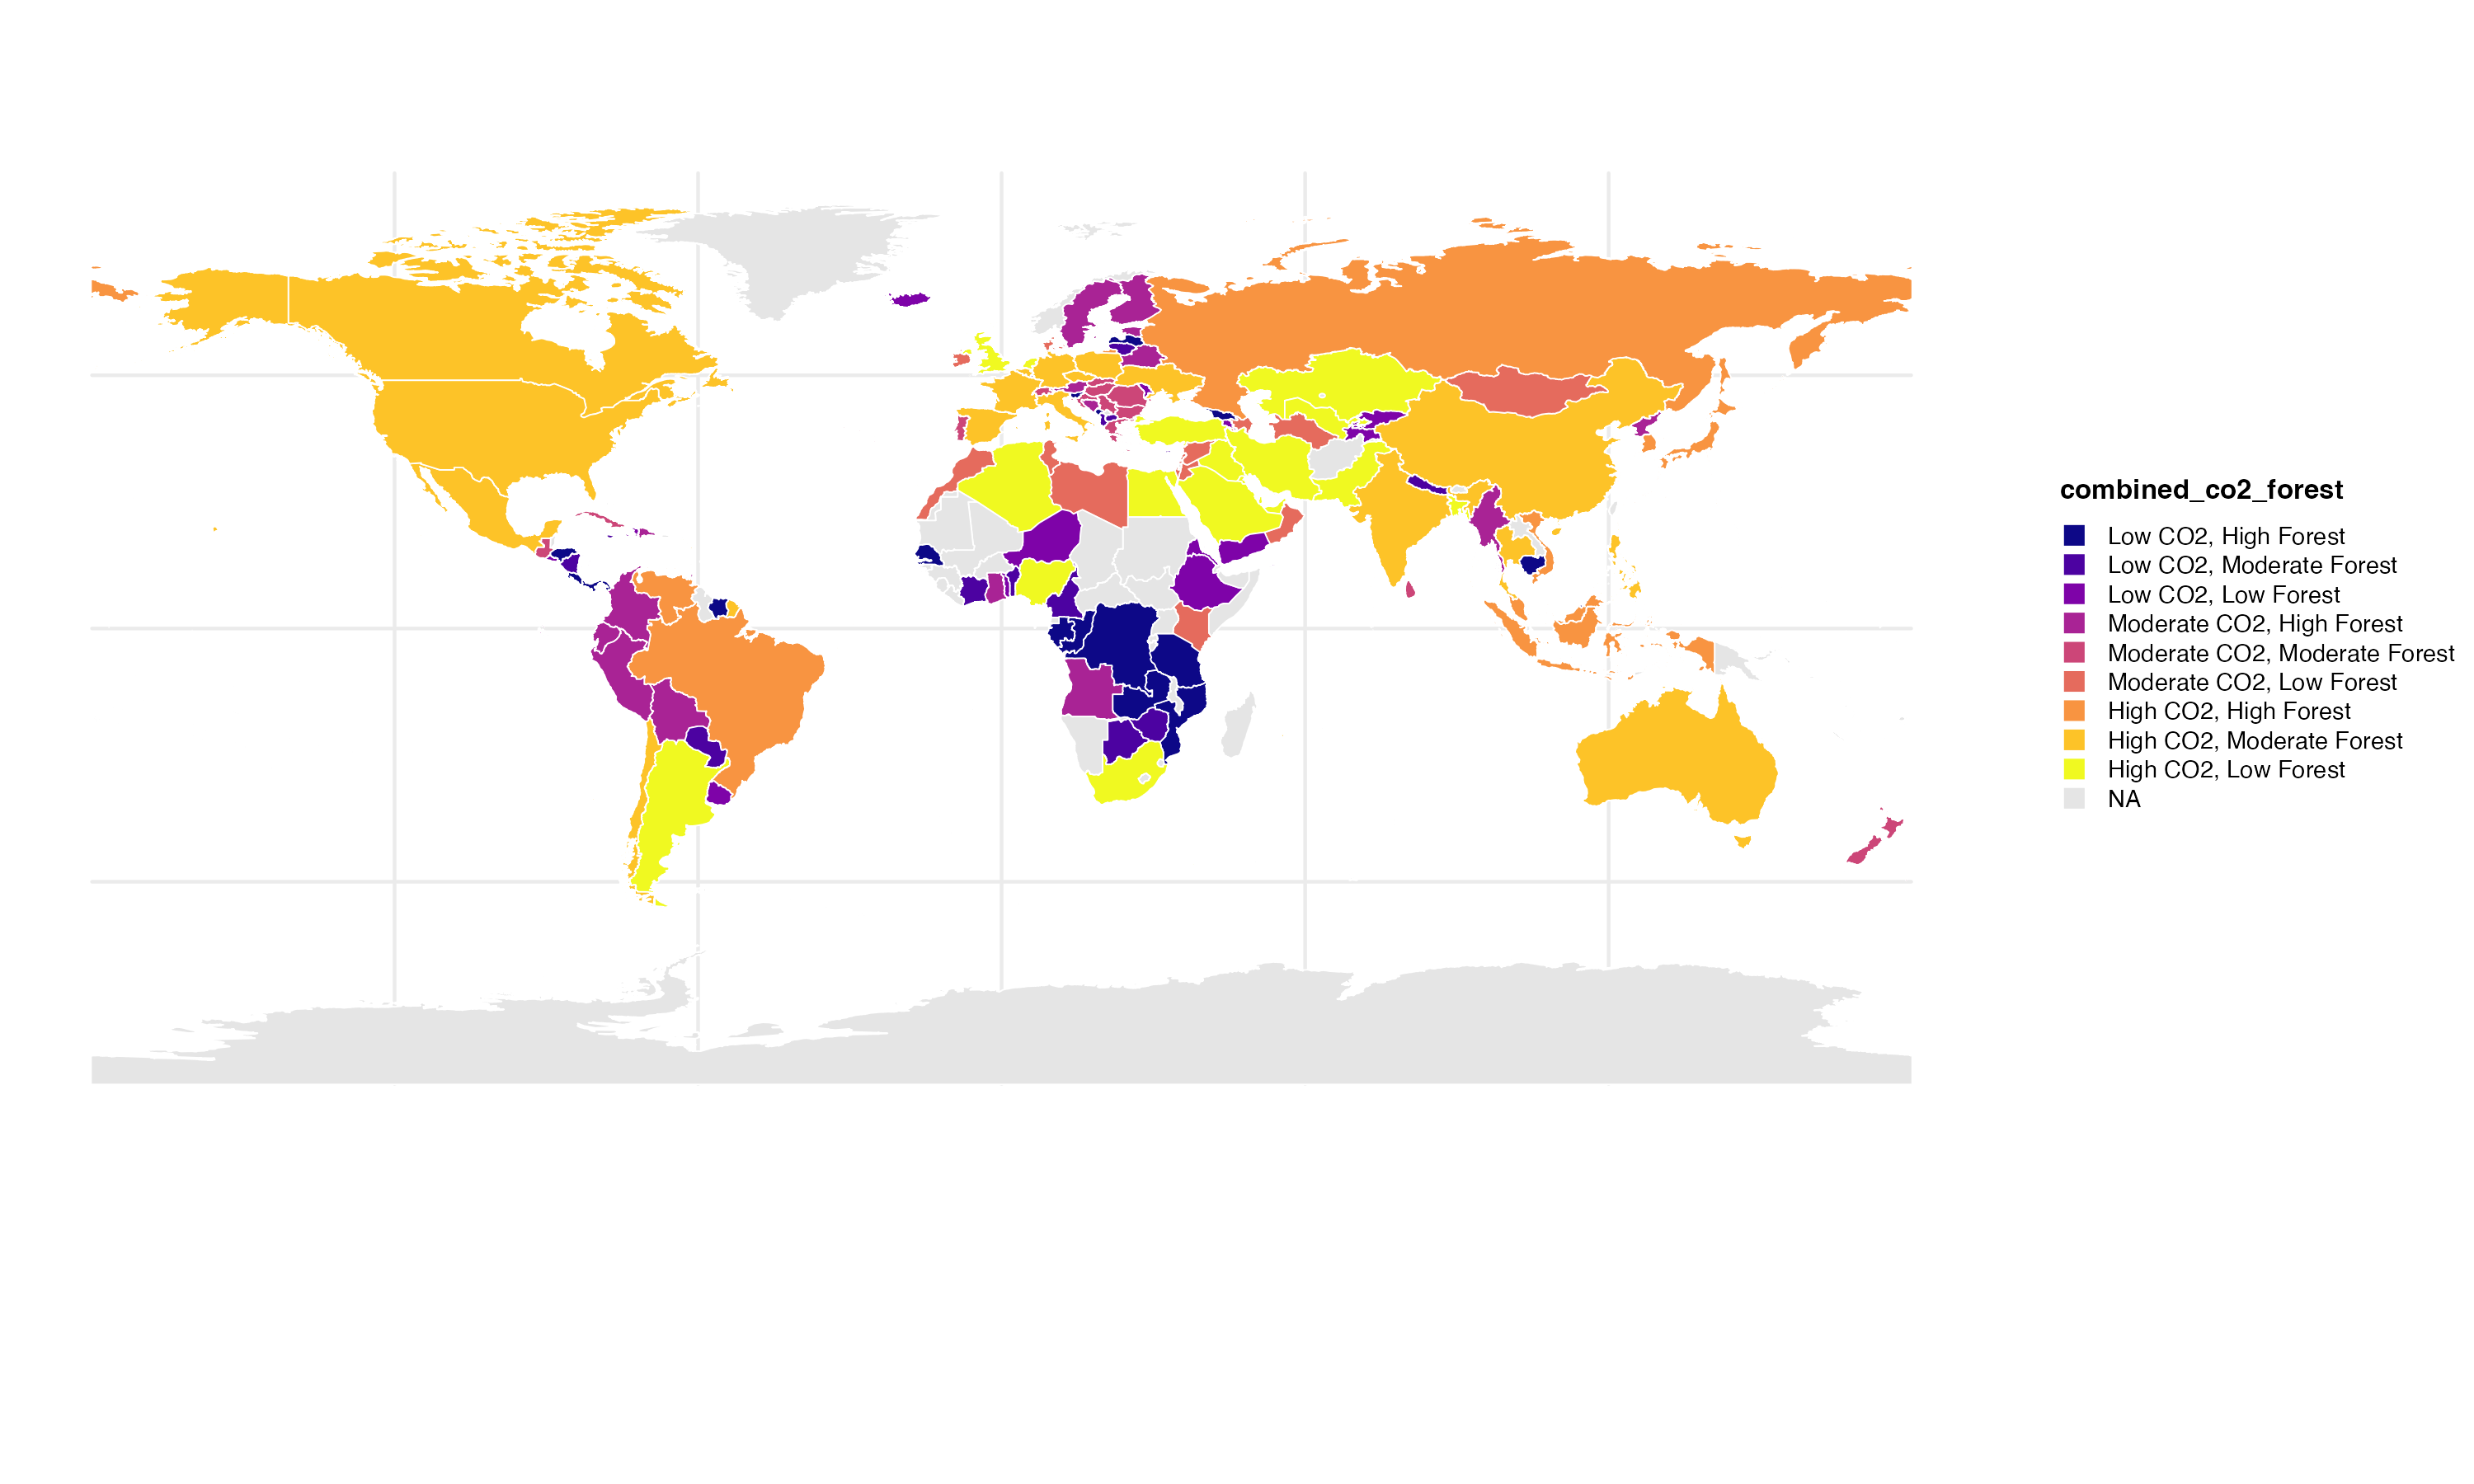 combined_co2_forest
Low CO2, High Forest
Low CO2, Moderate Forest
Low CO2, Low Forest
Moderate CO2, High Forest
Moderate CO2, Moderate Forest
Moderate CO2, Low Forest
High CO2, High Forest
High CO2, Moderate Forest
High CO2, Low Forest
NA